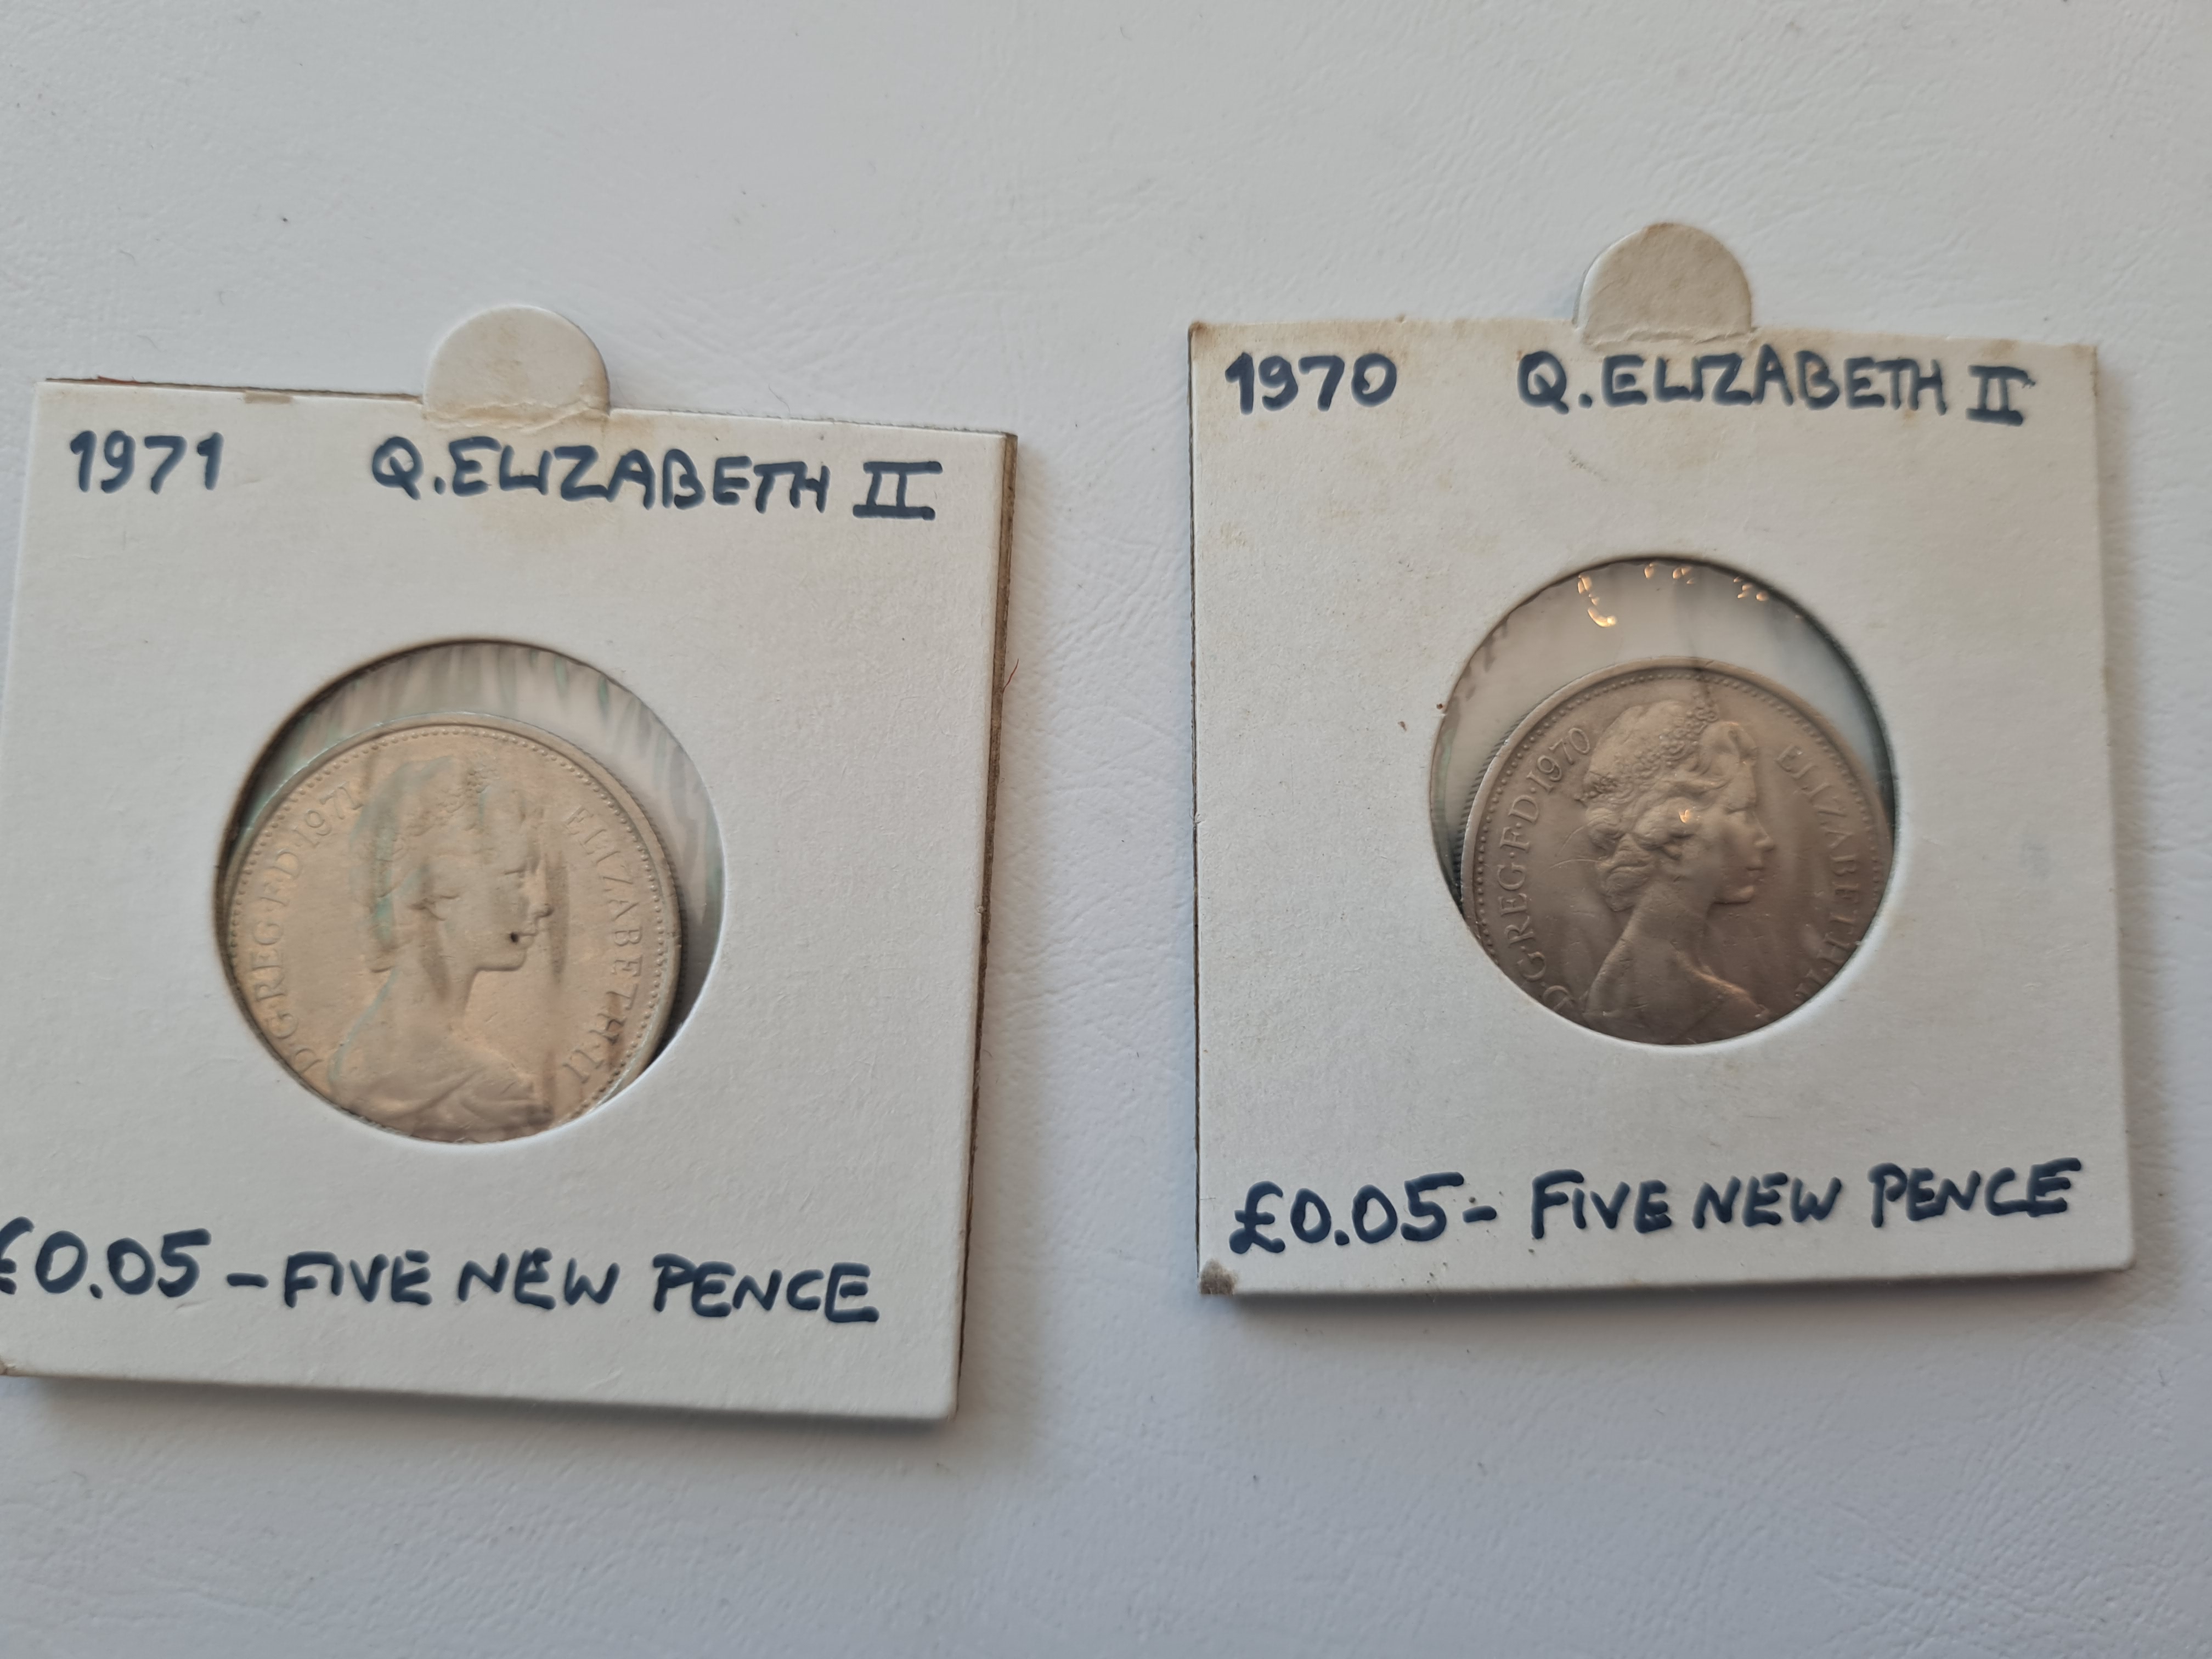 1971 Q.ELIZABETH II
D·G·REG·F·D·1971
ELIZABETH·II
£0.05 - FIVE NEW PENCE
1970 Q.ELIZABETH II
D·G·REG·F·D·1970
ELIZABETH·II
£0.05- FIVE NEW PENCE